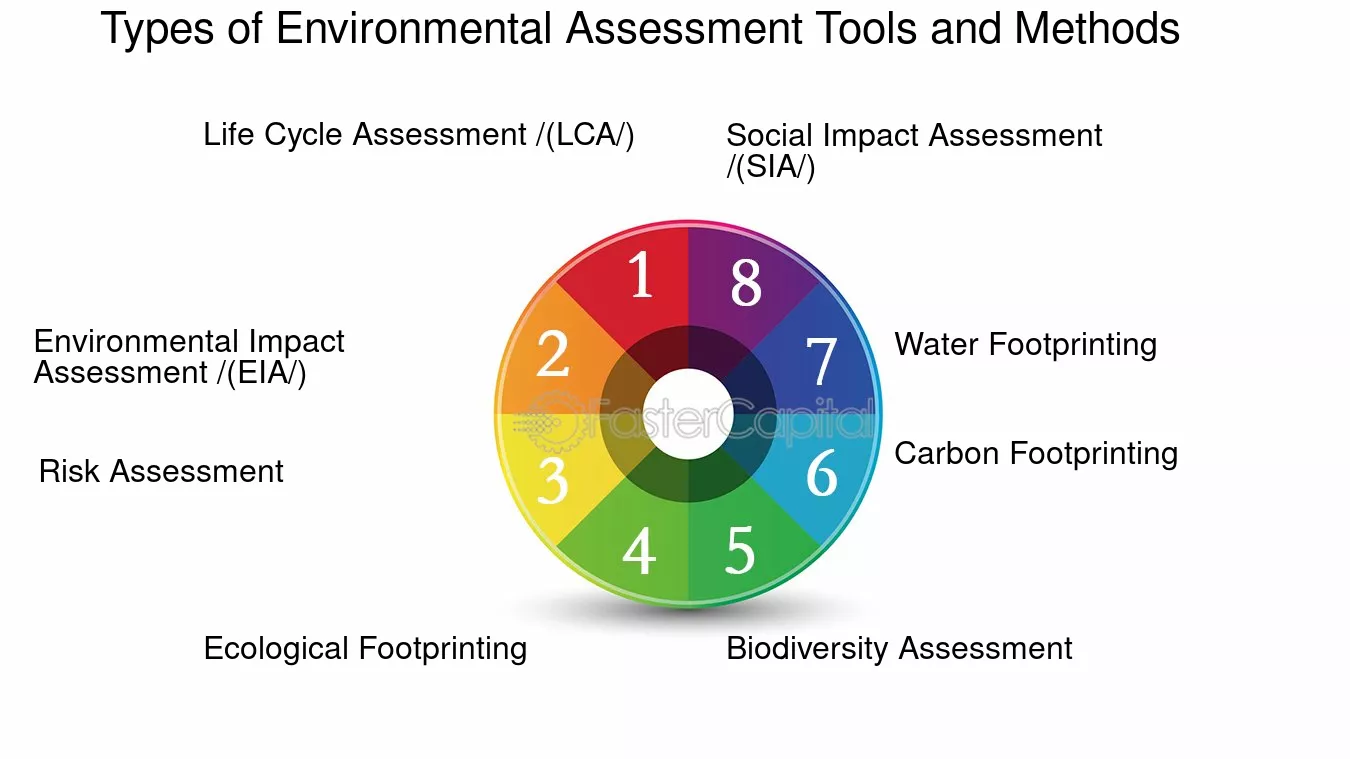 Types of Environmental Assessment Tools and Methods
Life Cycle Assessment /(LCA/)
Social Impact Assessment
/(SIA/)
1
8
Environmental Impact
Assessment /(EIA/)
2
7
Water Footprinting
FasterCapital
Risk Assessment
3
6
Carbon Footprinting
4
5
Ecological Footprinting
Biodiversity Assessment